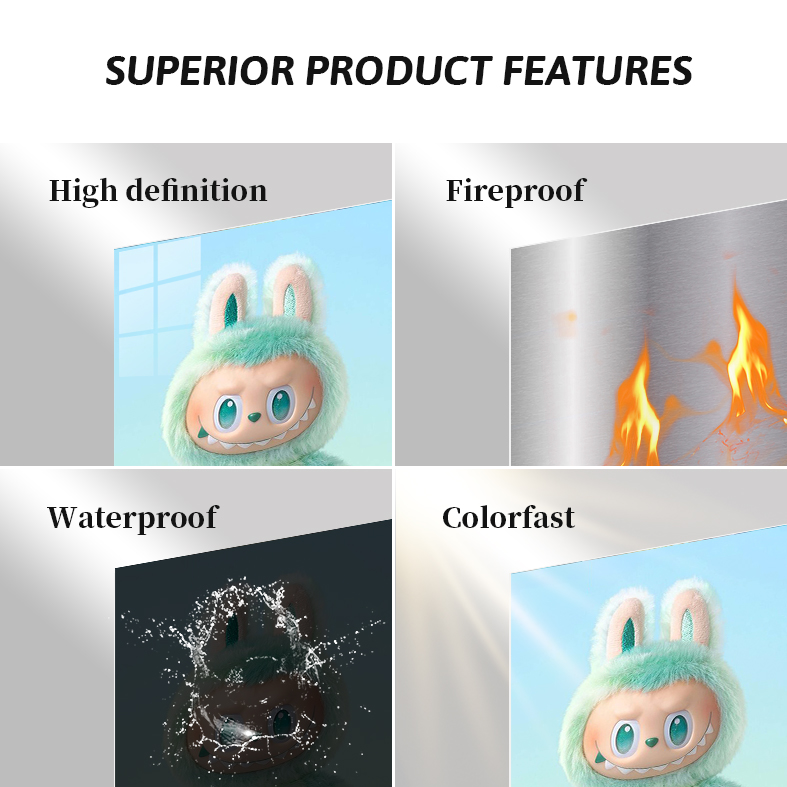 SUPERIOR PRODUCT FEATURES
High definition
Fireproof
Waterproof
Colorfast